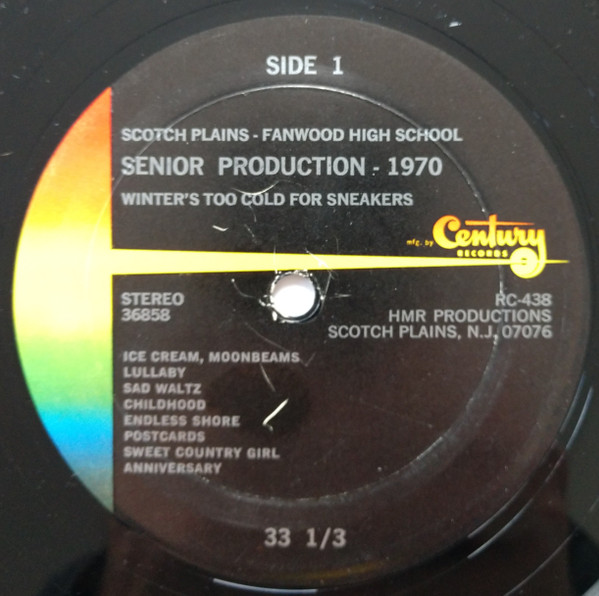 SIDE 1
SCOTCH PLAINS - FANWOOD HIGH SCHOOL
SENIOR PRODUCTION - 1970
WINTER'S TOO COLD FOR SNEAKERS
mfg. by Century
RECORDS
STEREO
36858
RC-438
HMR PRODUCTIONS
SCOTCH PLAINS, N.J. 07076
ICE CREAM, MOONBEAMS
LULLABY
SAD WALTZ
CHILDHOOD
ENDLESS SHORE
POSTCARDS
SWEET COUNTRY GIRL
ANNIVERSARY
33 1/3